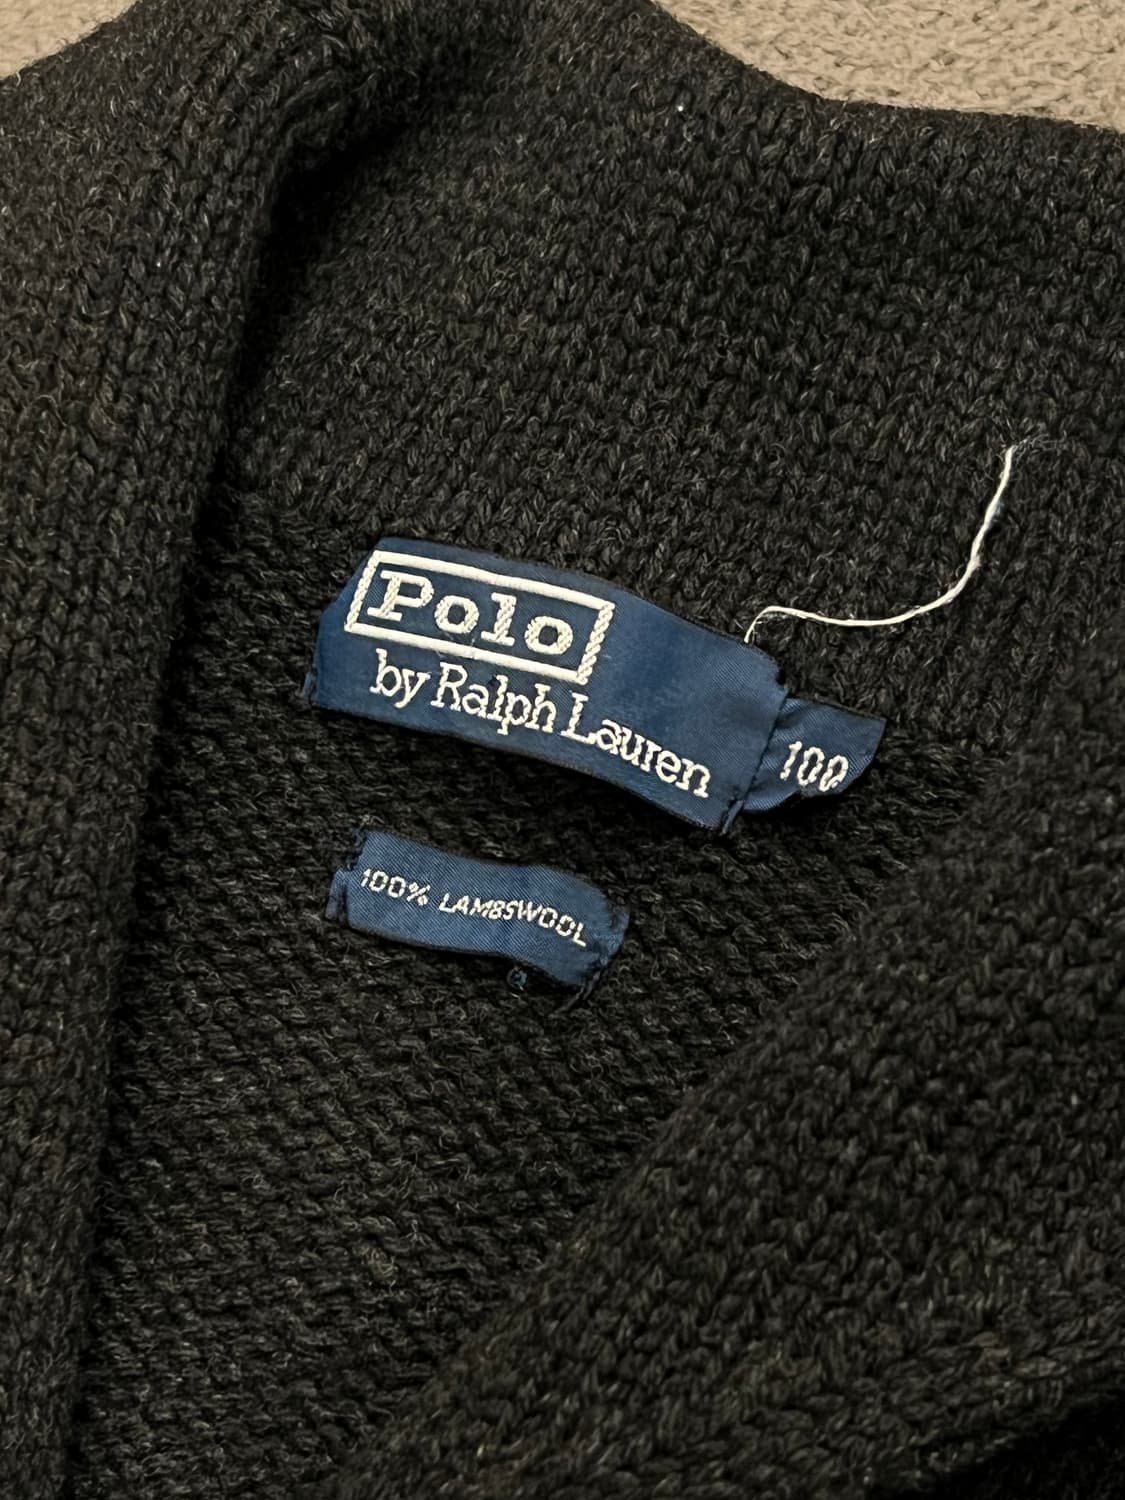 Polo
by Ralph Lauren
100
100% LAMBSWOOL